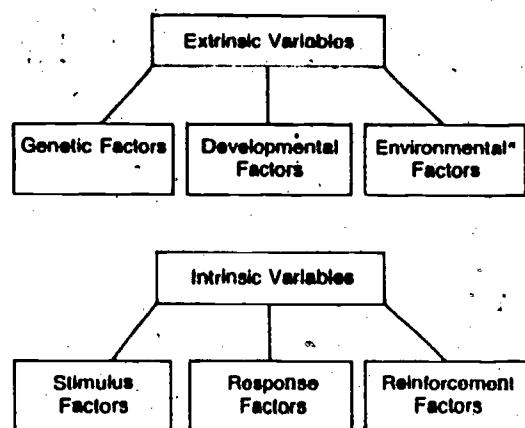 Extrinsic Variables
Genetic Factors
Developmental
Factors
Environmental
Factors
Intrinsic Variables
Stimulus
Factors
Response
Factors
Reinforcement
Factors